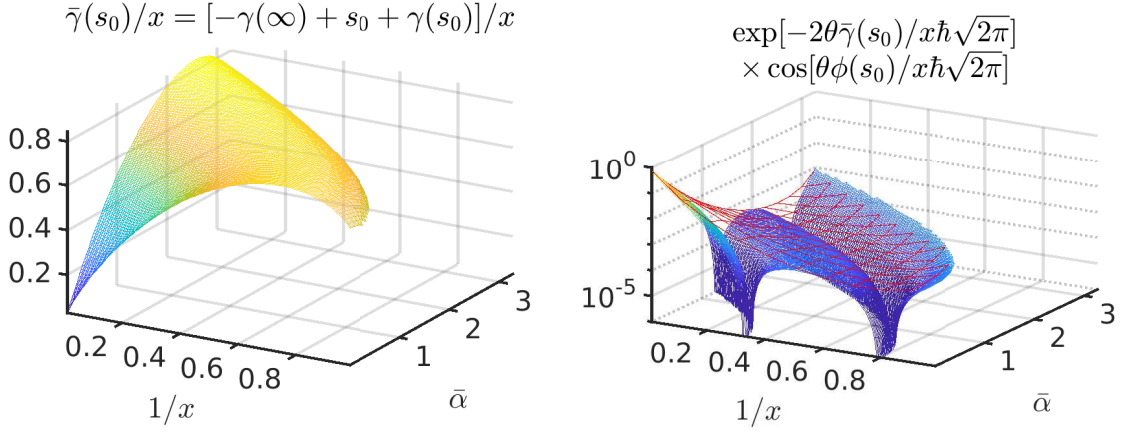 γ̄(s₀)/x = [−γ(∞) + s₀ + γ(s₀)]/x
0.8
0.6
0.4
0.2
0.2
0.4
0.6
0.8
1/x
1
2
3
ᾱ
exp[−2θγ̄(s₀)/xħ√2π]
× cos[θϕ(s₀)/xħ√2π]
10⁰
10⁻⁵
0.2
0.4
0.6
0.8
1/x
1
2
3
ᾱ